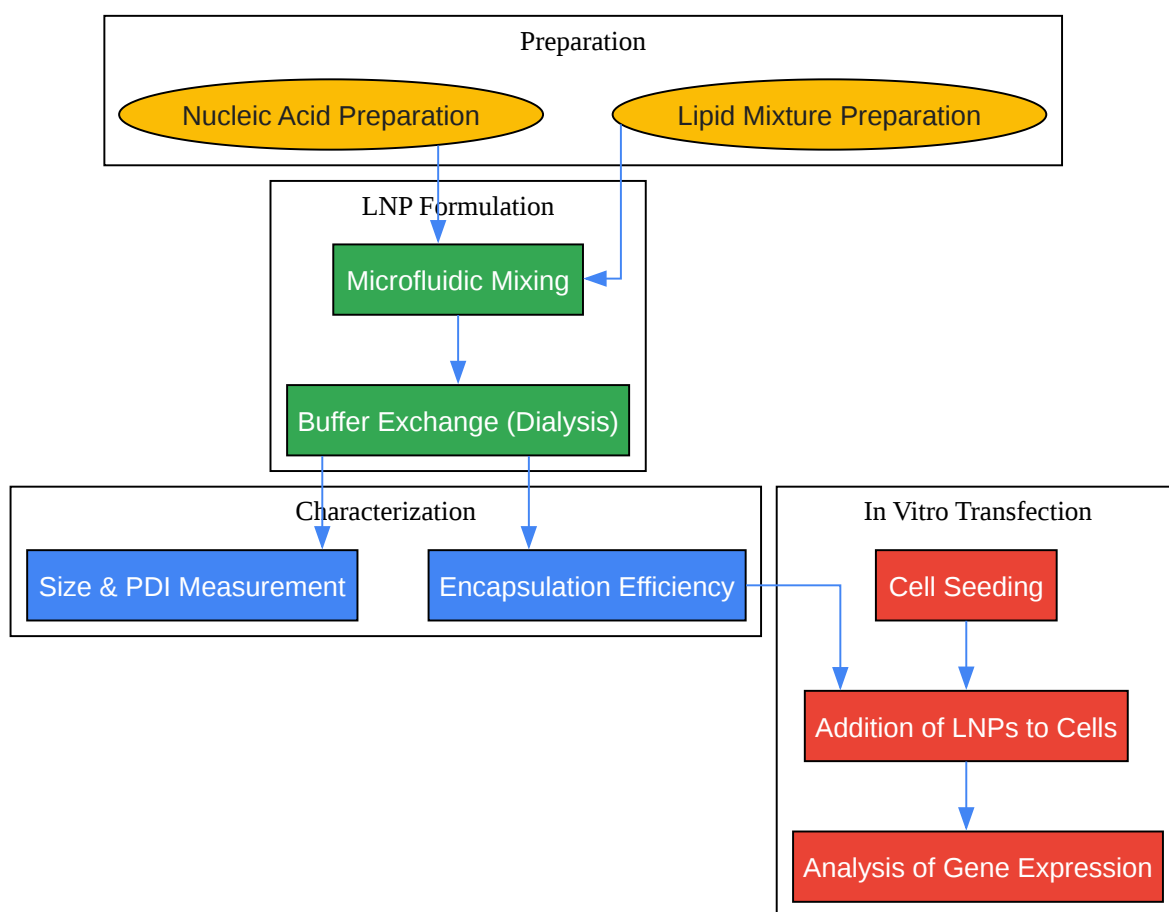 Preparation
Nucleic Acid Preparation
Lipid Mixture Preparation
LNP Formulation
Microfluidic Mixing
Buffer Exchange (Dialysis)
Characterization
Size & PDI Measurement
Encapsulation Efficiency
In Vitro Transfection
Cell Seeding
Addition of LNPs to Cells
Analysis of Gene Expression